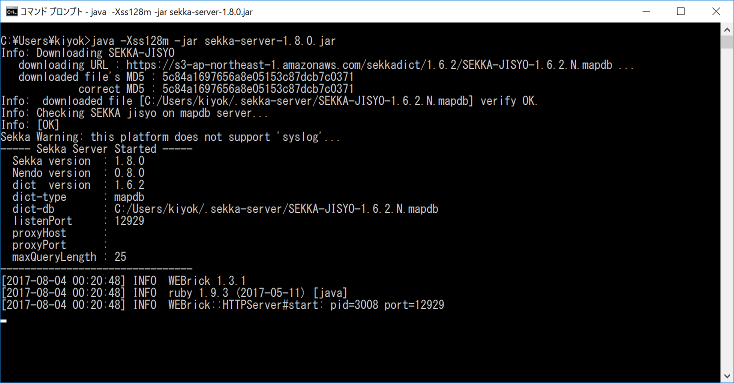 コマンド プロンプト - java  -Xss128m -jar sekka-server-1.8.0.jar
C:¥Users¥kiyok>java -Xss128m -jar sekka-server-1.8.0.jar
Info: Downloading SEKKA-JISYO
   downloading URL : https://s3-ap-northeast-1.amazonaws.com/sekkadict/1.6.2/SEKKA-JISYO-1.6.2.N.mapdb ...
   downloaded file's MD5 : 5c84a1697656a8e05153c87dcb7c0371
             correct MD5 : 5c84a1697656a8e05153c87dcb7c0371
Info:  downloaded file [C:/Users/kiyok/.sekka-server/SEKKA-JISYO-1.6.2.N.mapdb] verify OK.
Info: Checking SEKKA jisyo on mapdb server...
Info: [OK]
Sekka Warning: this platform does not support 'syslog'...
----- Sekka Server Started -----
  Sekka version  : 1.8.0
  Nendo version  : 0.8.0
  dict  version  : 1.6.2
  dict-type      : mapdb
  dict-db        : C:/Users/kiyok/.sekka-server/SEKKA-JISYO-1.6.2.N.mapdb
  listenPort     : 12929
  proxyHost      :
  proxyPort      :
  maxQueryLength : 25
--------------------------------
[2017-08-04 00:20:48] INFO  WEBrick 1.3.1
[2017-08-04 00:20:48] INFO  ruby 1.9.3 (2017-05-11) [java]
[2017-08-04 00:20:48] INFO  WEBrick::HTTPServer#start: pid=3008 port=12929